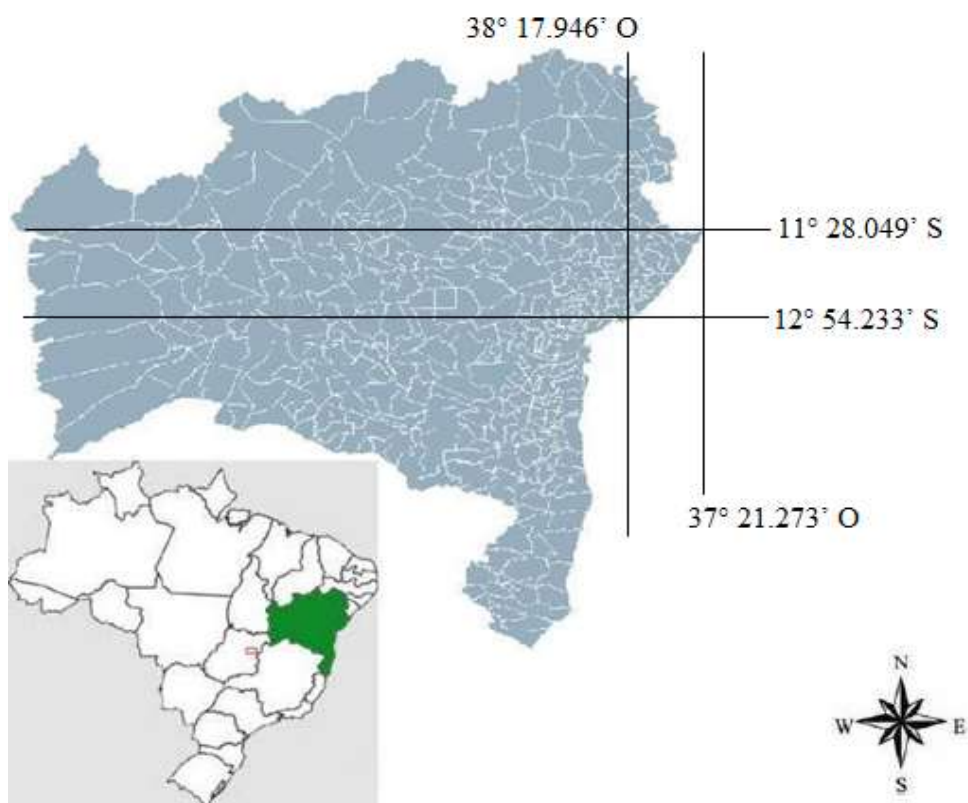 38° 17.946’ O
11° 28.049’ S
12° 54.233’ S
37° 21.273’ O
N
W E
S